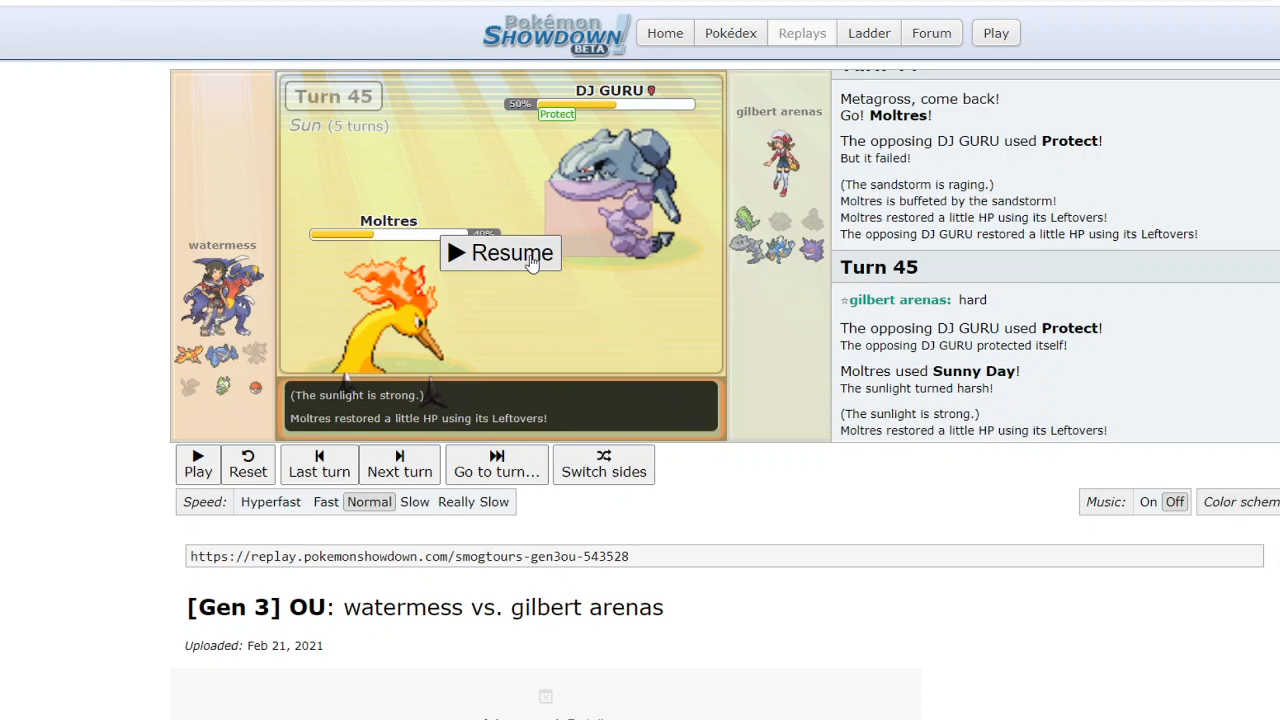 Pokémon
SHOWDOWN!
BETA
Home
Pokédex
Replays
Ladder
Forum
Play
Turn 45
Sun (5 turns)
DJ GURU
50%
Protect
Moltres
49%
Resume
(The sunlight is strong.)
Moltres restored a little HP using its Leftovers!
watermess
gilbert arenas
Metagross, come back!
Go! Moltres!
The opposing DJ GURU used Protect!
But it failed!
(The sandstorm is raging.)
Moltres is buffeted by the sandstorm!
Moltres restored a little HP using its Leftovers!
The opposing DJ GURU restored a little HP using its Leftovers!
Turn 45
☆gilbert arenas: hard
The opposing DJ GURU used Protect!
The opposing DJ GURU protected itself!
Moltres used Sunny Day!
The sunlight turned harsh!
(The sunlight is strong.)
Moltres restored a little HP using its Leftovers!
Play
Reset
Last turn
Next turn
Go to turn...
Switch sides
Speed: Hyperfast Fast Normal Slow Really Slow
Music: On Off
Color schem
https://replay.pokemonshowdown.com/smogtours-gen3ou-543528
[Gen 3] OU: watermess vs. gilbert arenas
Uploaded: Feb 21, 2021